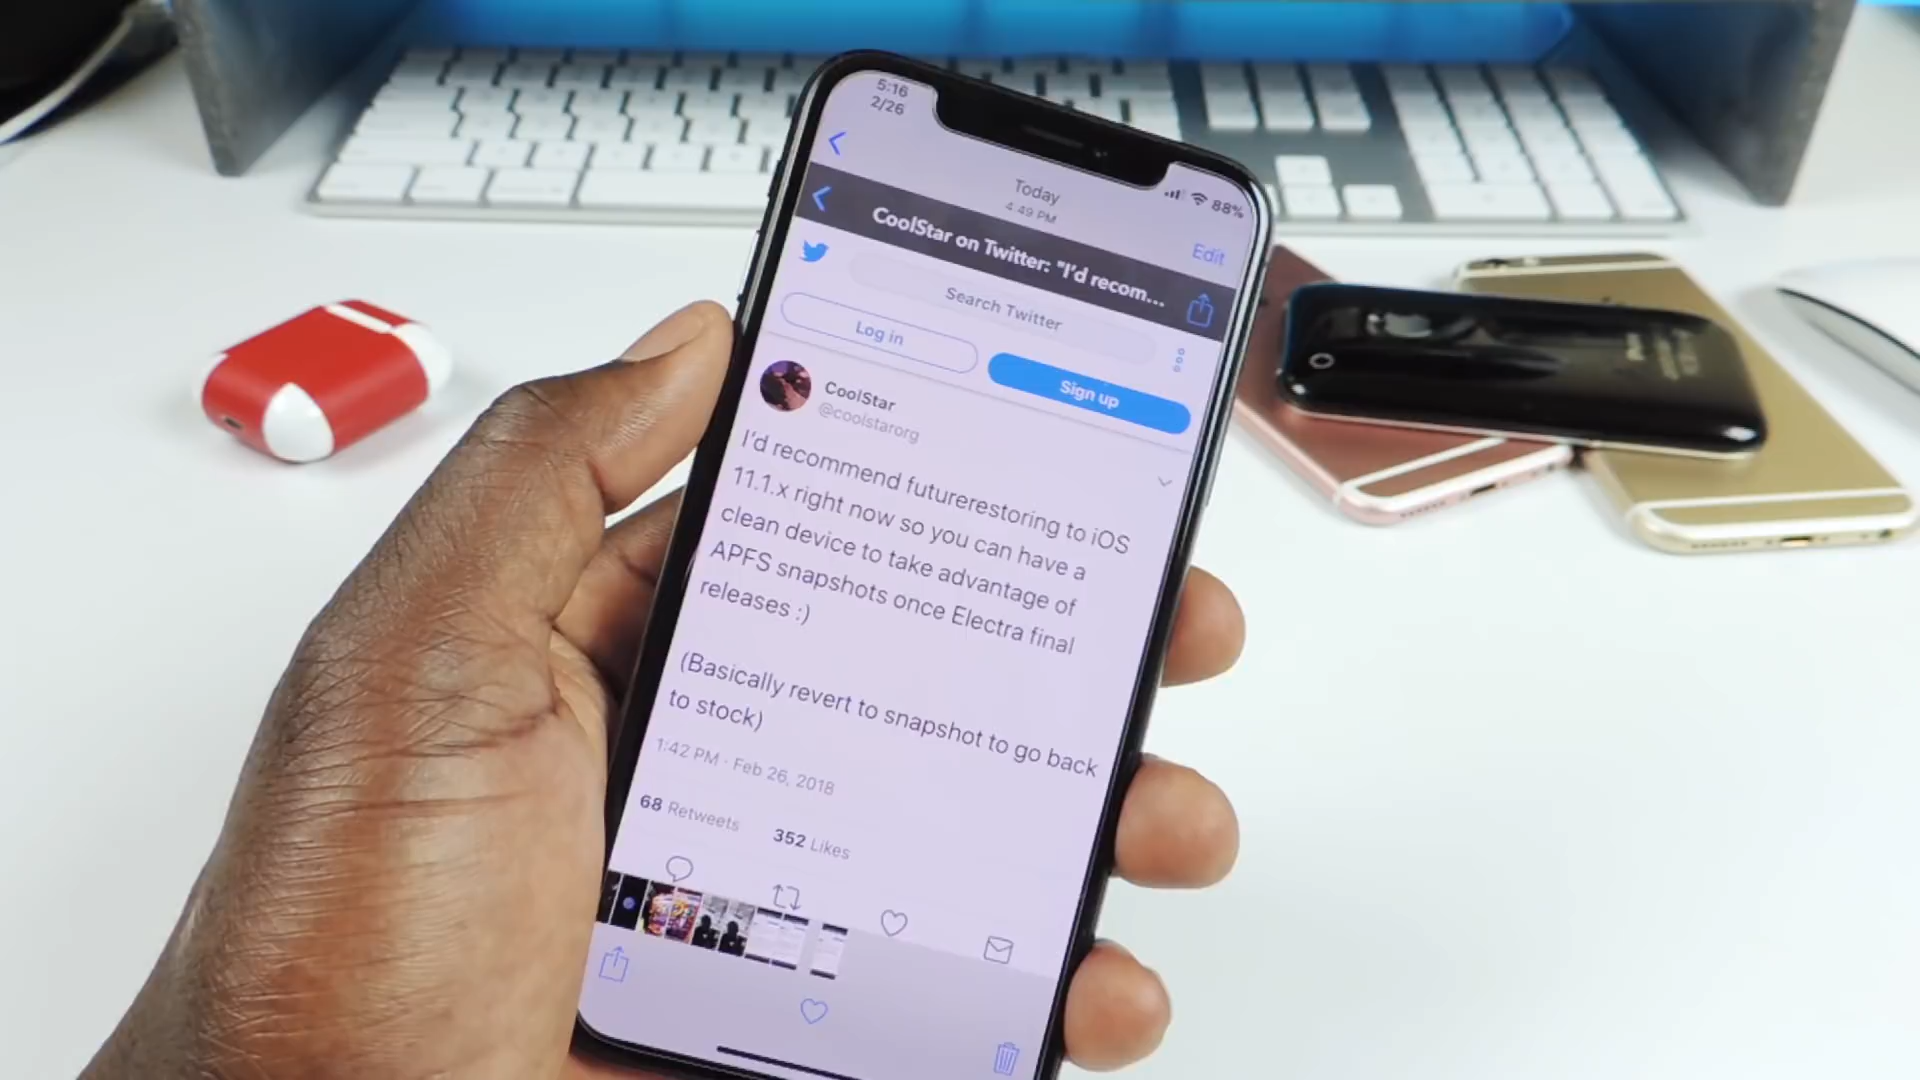 5:16
2/26
88%
Today
4:49 PM
Edit
CoolStar on Twitter: "I'd recom...
Search Twitter
Log in
Sign up
CoolStar
@coolstarorg
I'd recommend futurerestoring to iOS
11.1.x right now so you can have a
clean device to take advantage of
APFS snapshots once Electra final
releases :)
(Basically revert to snapshot to go back
to stock)
1:42 PM · Feb 26, 2018
68 Retweets
352 Likes